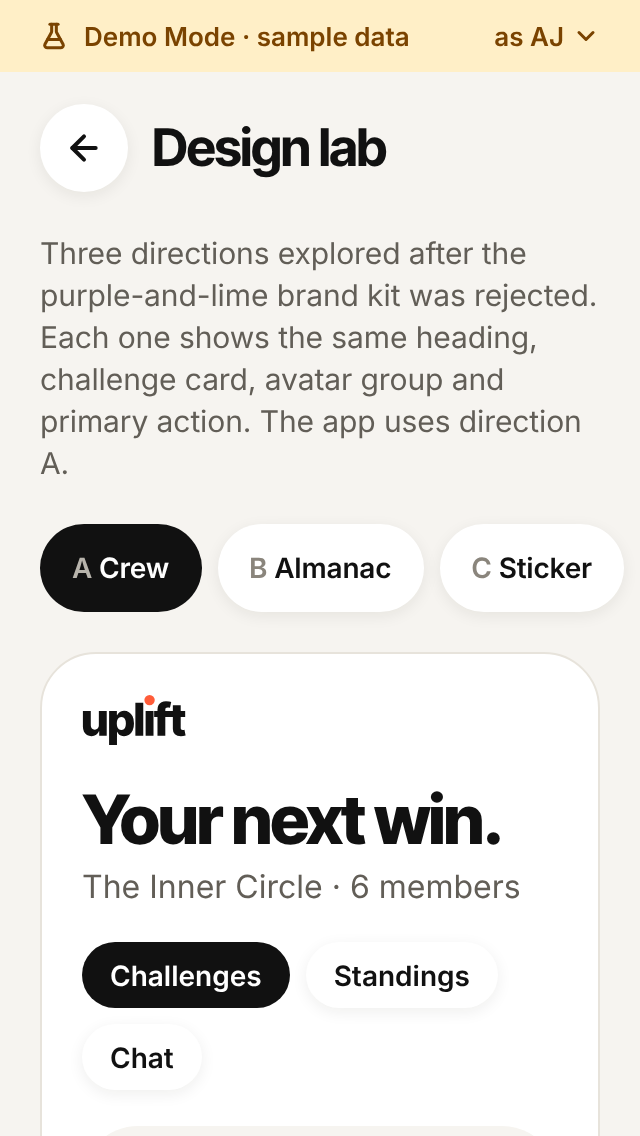 Demo Mode · sample data as AJ
Design lab
Three directions explored after the
purple-and-lime brand kit was rejected.
Each one shows the same heading,
challenge card, avatar group and
primary action. The app uses direction
A.
A Crew B Almanac C Sticker
uplift
Your next win.
The Inner Circle · 6 members
Challenges Standings
Chat